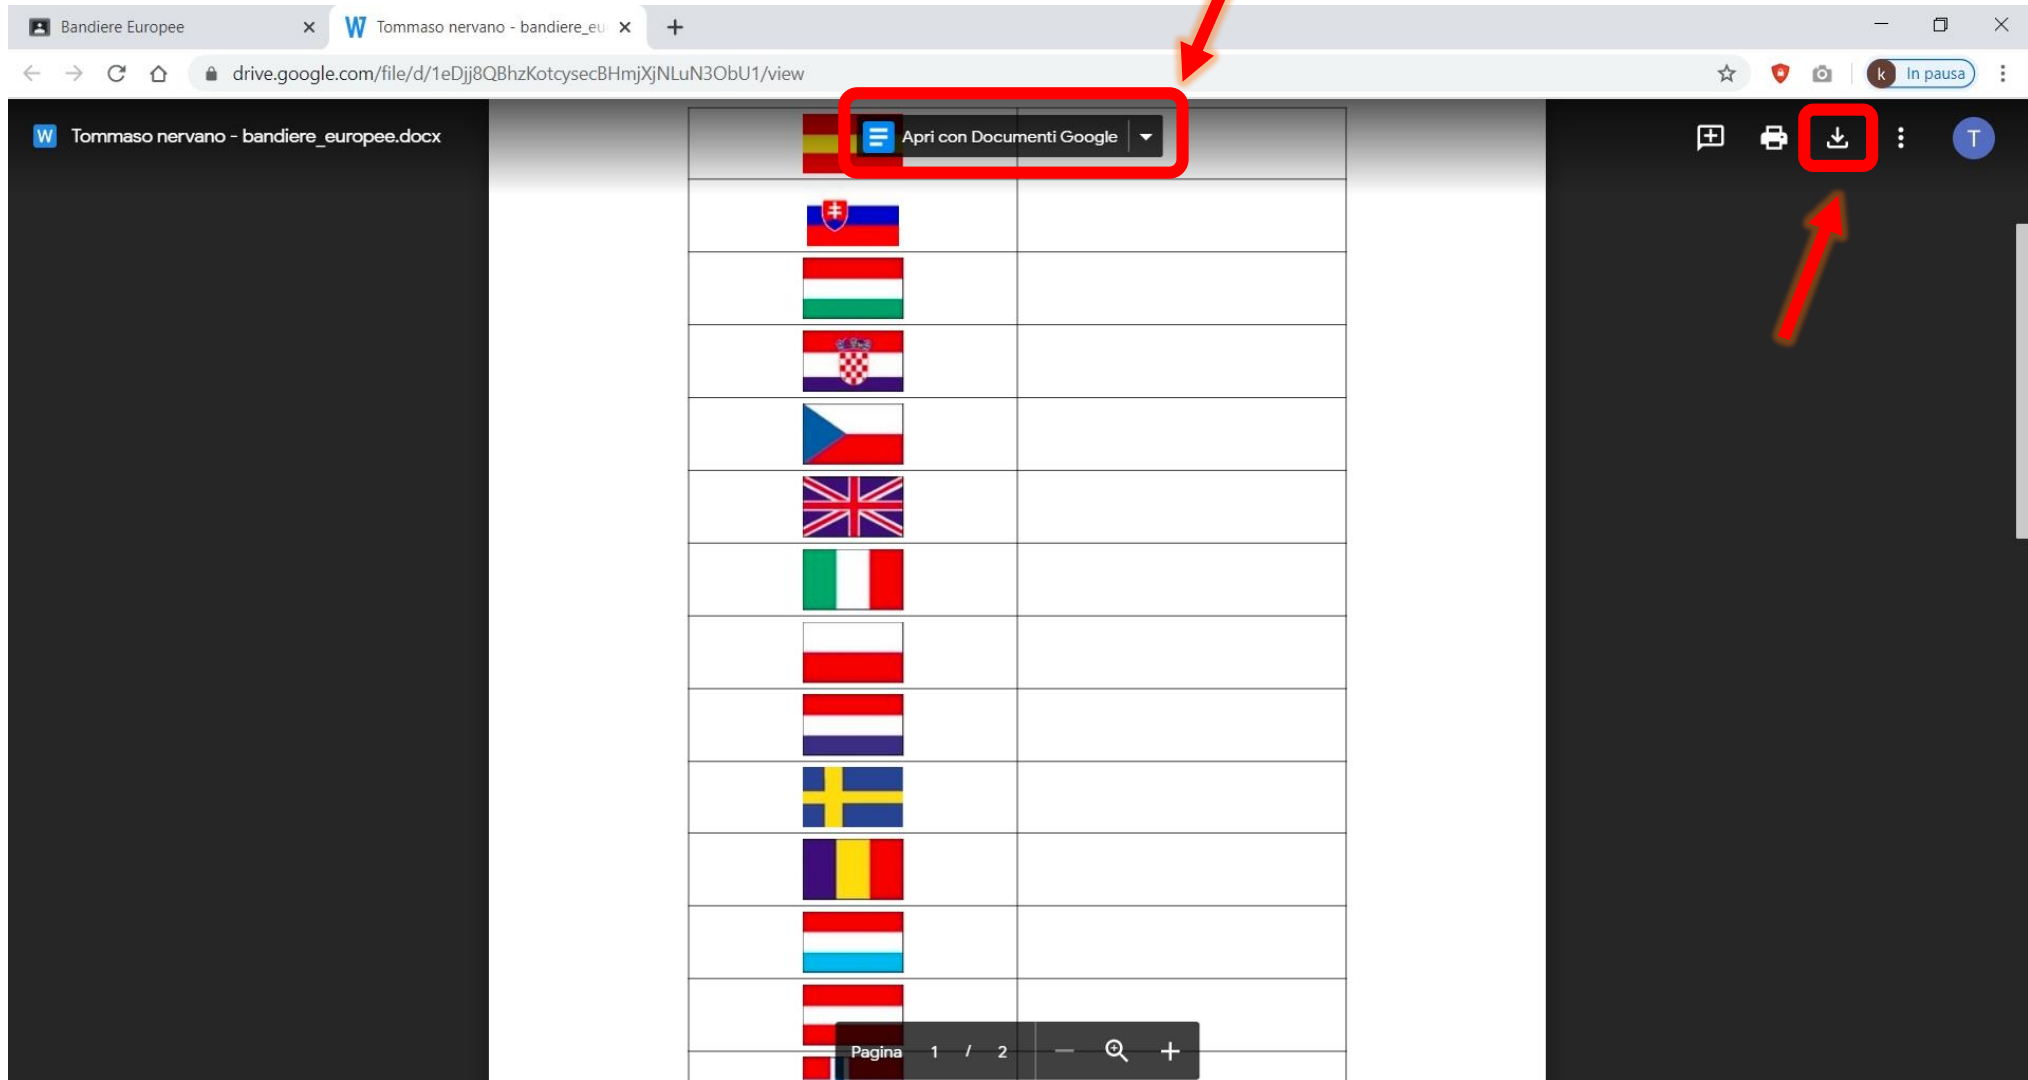 Bandiere Europee
Tommaso nervano - bandiere_eu
drive.google.com/file/d/1eDjj8QBhzKotcysecBHmjXjNLuN3ObU1/view
k In pausa
W Tommaso nervano - bandiere_europee.docx
Apri con Documenti Google
T
Pagina 1 / 2